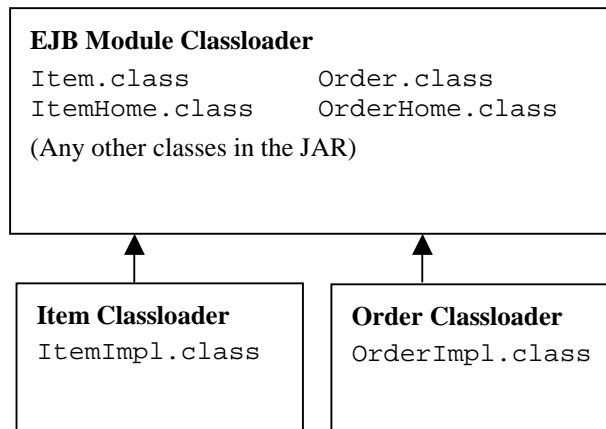 EJB Module Classloader
Item.class Order.class
ItemHome.class OrderHome.class
(Any other classes in the JAR)
Item Classloader
ItemImpl.class
Order Classloader
OrderImpl.class